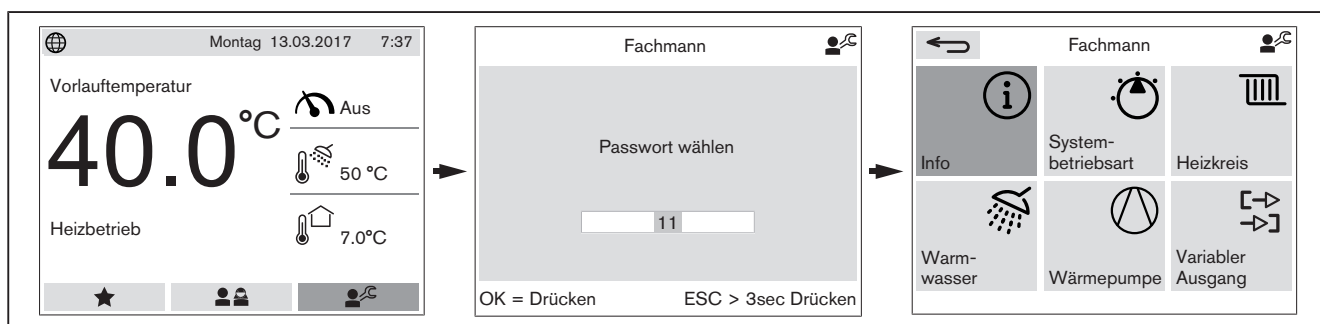 Montag 13.03.2017 7:37
Vorlauftemperatur
40.0°C
Aus
50 °C
Heizbetrieb
7.0°C
Fachmann
Passwort wählen
11
OK = Drücken ESC > 3sec Drücken
Fachmann
Info
System-
betriebsart
Heizkreis
Warm-
wasser
Wärmepumpe
Variabler
Ausgang